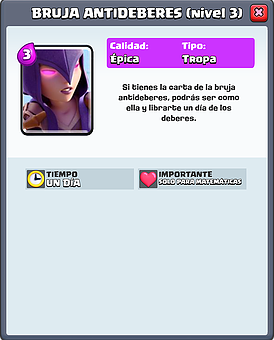 BRUJA ANTIDEBERES (Nivel 3)
3
Calidad: Tipo:
Épica Tropa
Si tienes la carta de la bruja
antideberes, podrás ser como
ella y librarte un día de los
deberes.
TIEMPO
UN DÍA
IMPORTANTE
SOLO PARA MATEMÁTICAS